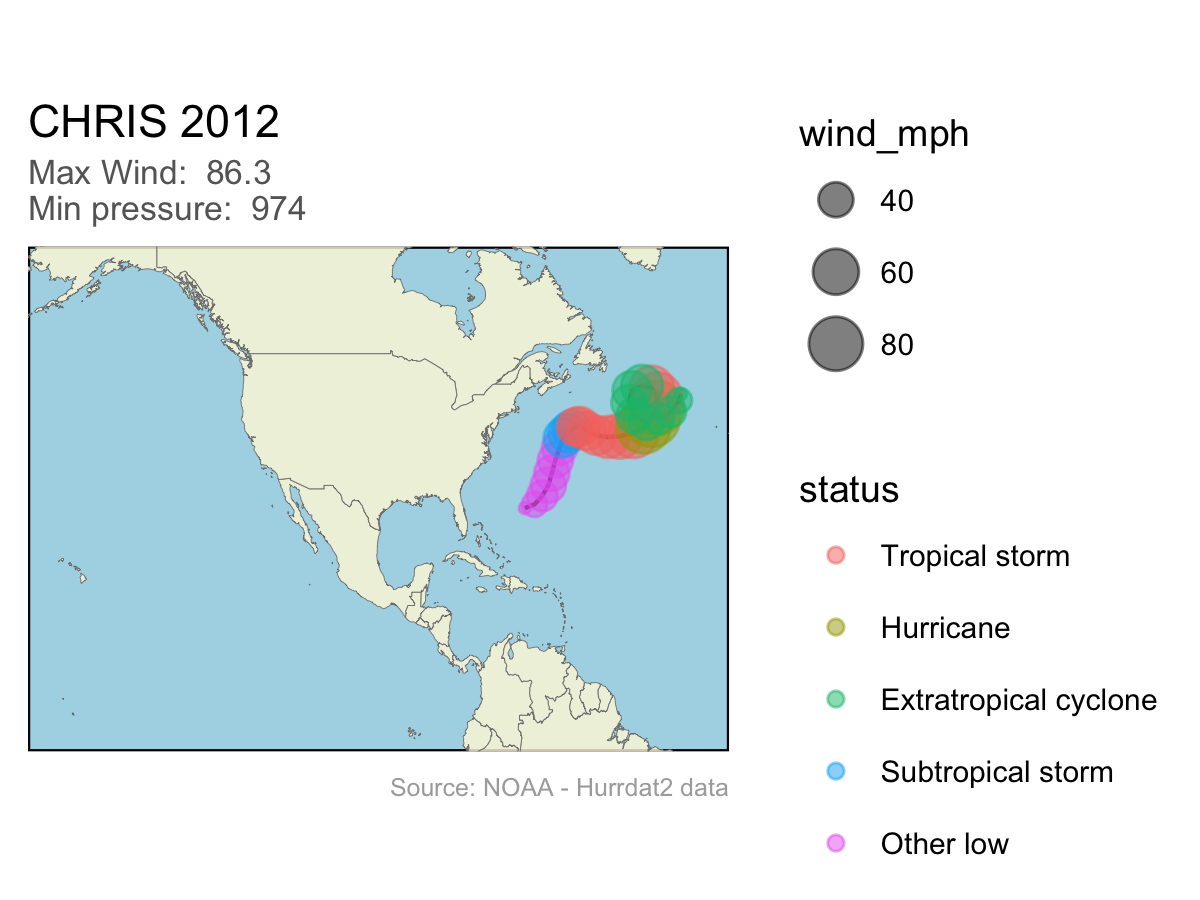 CHRIS 2012
Max Wind:  86.3
Min pressure:  974
Source: NOAA - Hurrdat2 data
wind_mph
40
60
80
status
Tropical storm
Hurricane
Extratropical cyclone
Subtropical storm
Other low